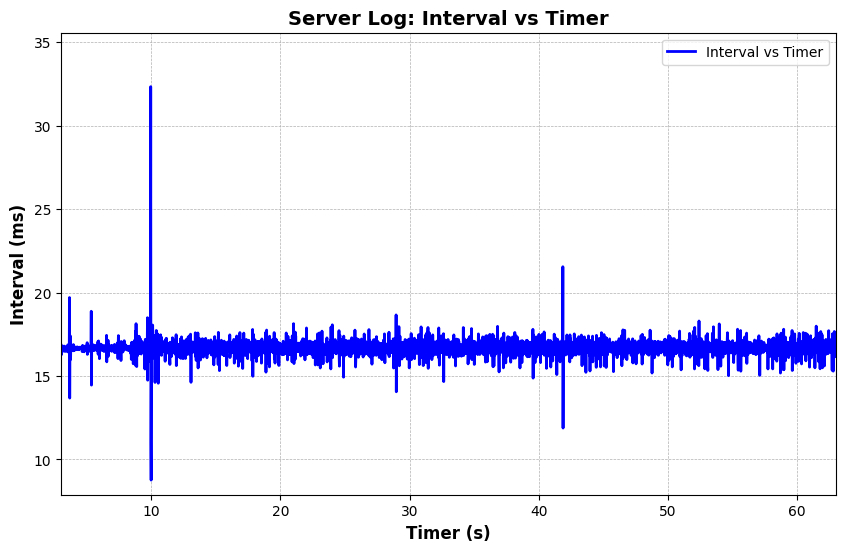 Server Log: Interval vs Timer
Interval vs Timer
35
30
25
20
15
10
Interval (ms)
10 20 30 40 50 60
Timer (s)